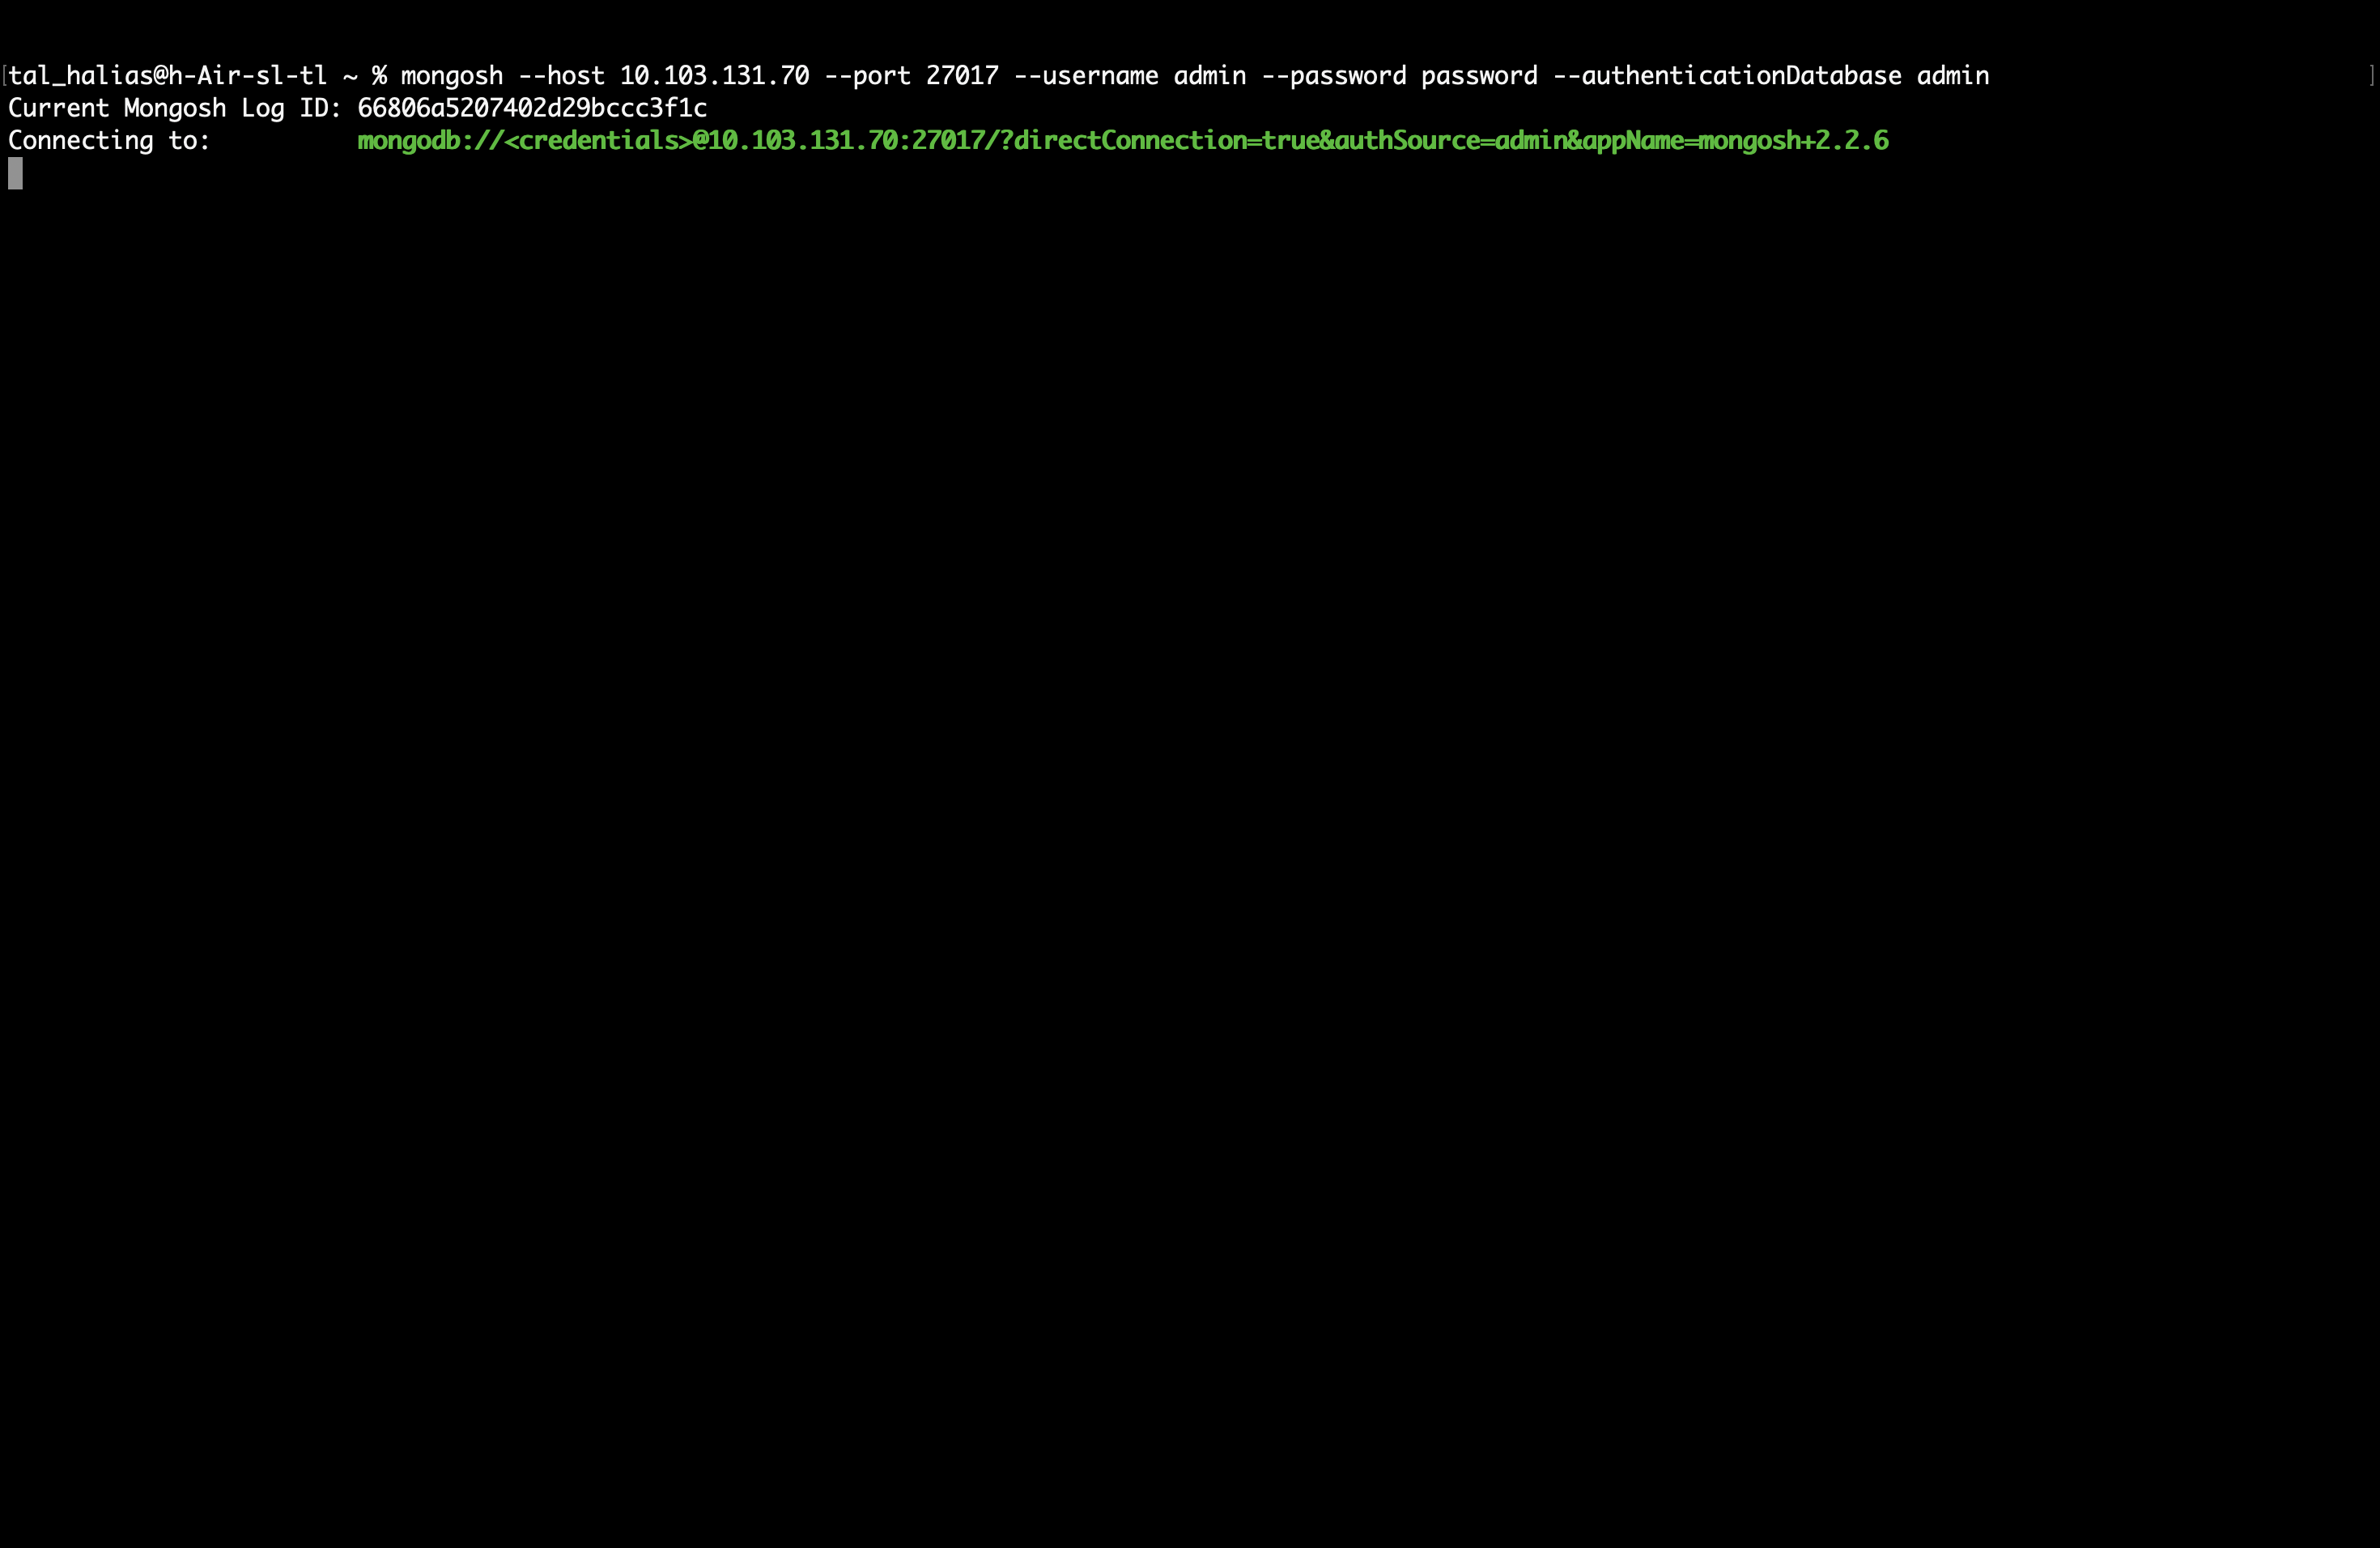 [tal_halias@h-Air-sl-tl ~ % mongosh --host 10.103.131.70 --port 27017 --username admin --password password --authenticationDatabase admin ]
Current Mongosh Log ID: 66806a5207402d29bccc3f1c
Connecting to: mongodb://<credentials>@10.103.131.70:27017/?directConnection=true&authSource=admin&appName=mongosh+2.2.6